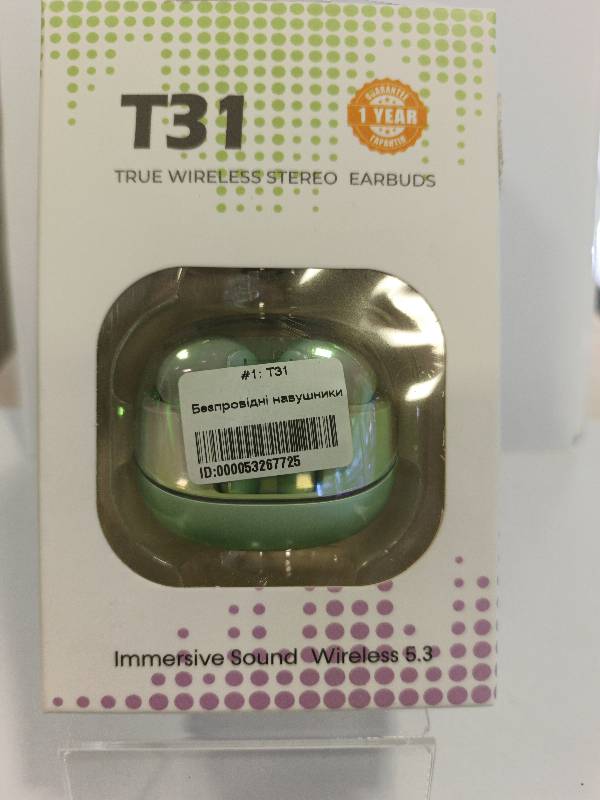 T31
GUARANTEE
1 YEAR
ГАРАНТІЯ
TRUE WIRELESS STEREO EARBUDS
#1: T31
Безпровідні навушники
ID:000053267725
Immersive Sound Wireless 5.3